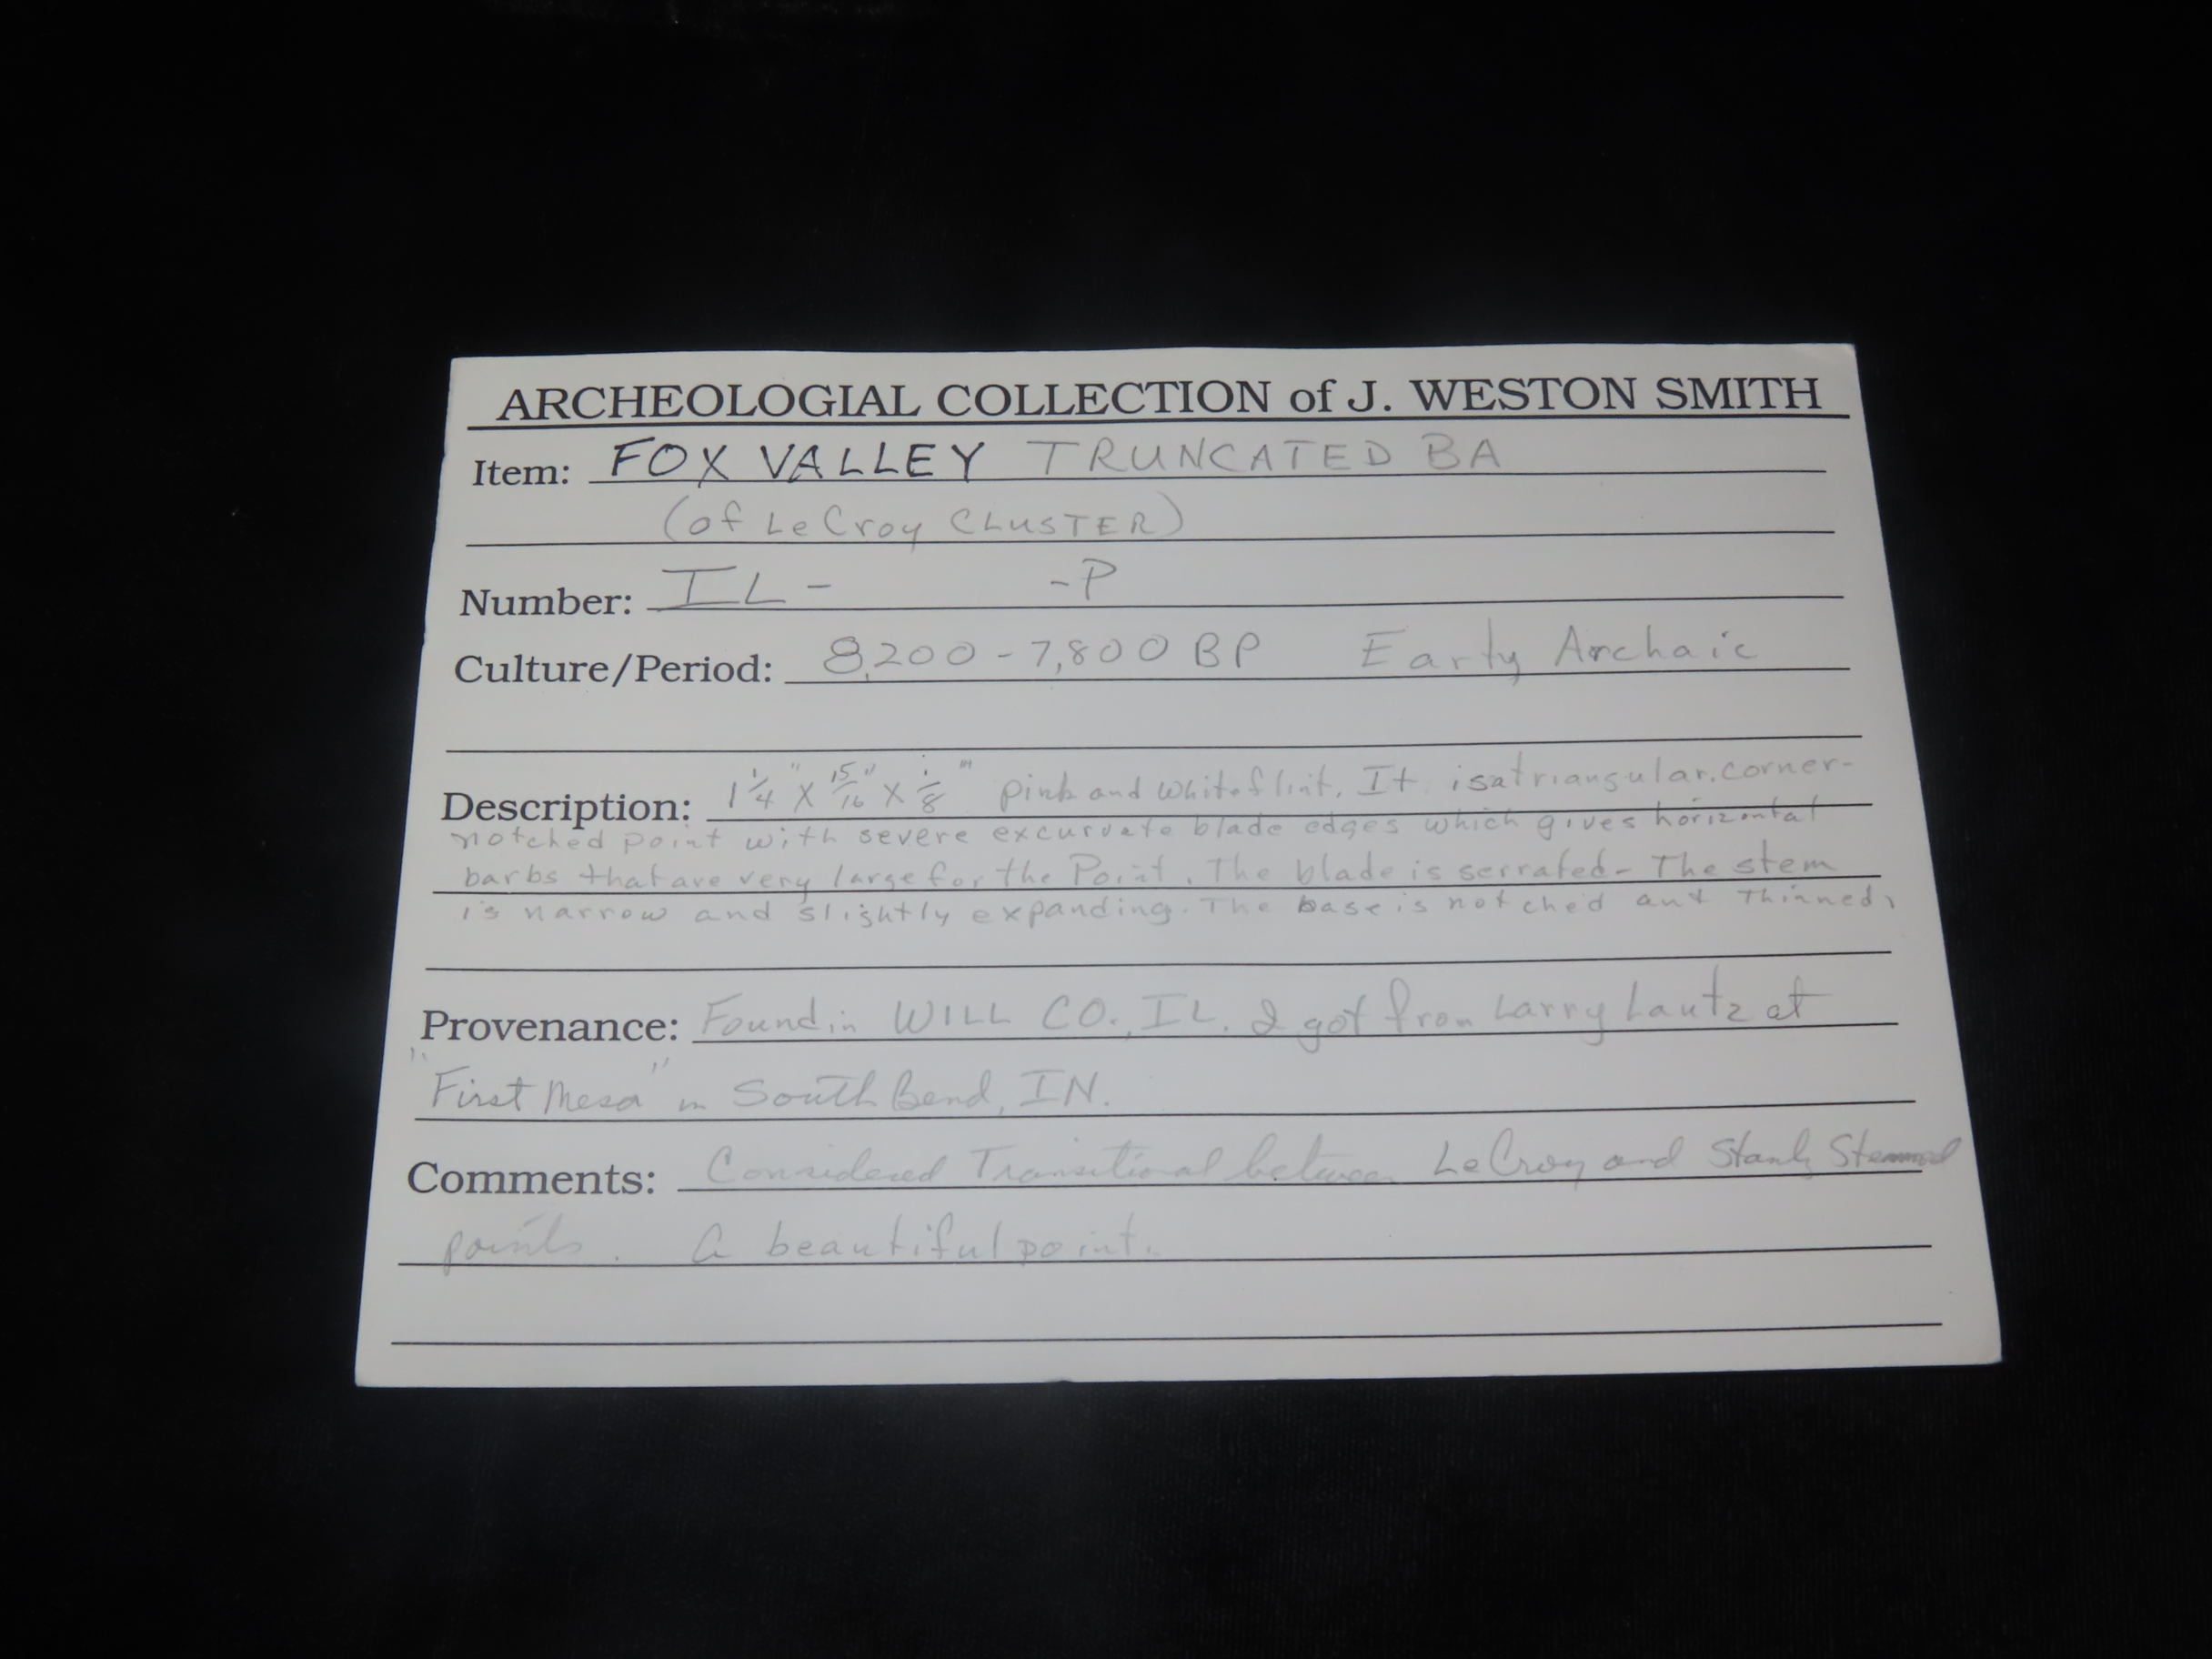 ARCHEOLOGIAL COLLECTION of J. WESTON SMITH
Item: FOX VALLEY TRUNCATED BA
(of LeCroy CLUSTER)
Number: IL - -P
Culture/Period: 8,200-7,800 BP Early Archaic
Description: 1 1/4" X 15/16" X 1/8" pink and white flint. It is a triangular, corner-
notched point with severe excurvate blade edges which gives horizontal
barbs that are very large for the Point. The blade is serrated- The stem
is narrow and slightly expanding. The base is notched and Thinned.
Provenance: Found in WILL CO., IL. I got from Larry Lautz at
"First Mesa" in South Bend, IN.
Comments: Considered Transitional between LeCroy and Stanly Stemmed
points. A beautiful point.